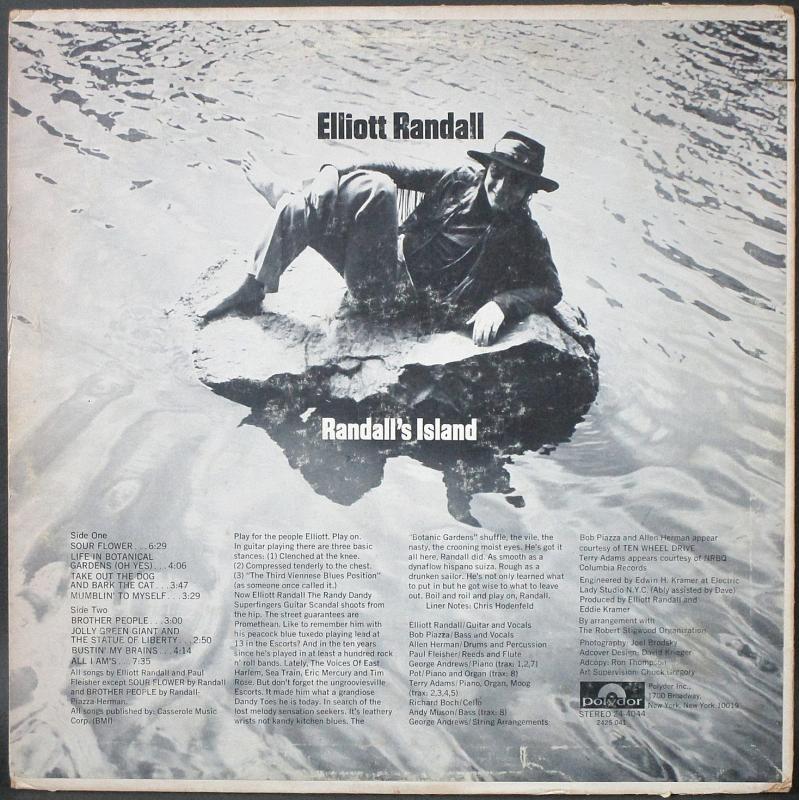 Elliott Randall
Randall's Island
Side One
SOUR FLOWER . . . 6:29
LIFE IN BOTANICAL
GARDENS (OH YES) . . . 4:06
TAKE OUT THE DOG
AND BARK THE CAT . . . 3:47
MUMBLIN' TO MYSELF . . . 3:29
Side Two
BROTHER PEOPLE . . . 3:00
JOLLY GREEN GIANT AND
THE STATUE OF LIBERTY . . . 2:50
BUSTIN' MY BRAINS . . . 4:14
ALL I AM'S . . . 7:35
All songs by Elliott Randall and Paul
Fleisher except SOUR FLOWER by Randall
and BROTHER PEOPLE by Randall-
Piazza-Herman.
All songs published by: Casserole Music
Corp. (BMI)
Play for the people Elliott. Play on.
In guitar playing there are three basic
stances: (1) Clenched at the knee.
(2) Compressed tenderly to the chest.
(3) "The Third Viennese Blues Position"
(as someone once called it.)
Now Elliott Randall The Randy Dandy
Superfingers Guitar Scandal shoots from
the hip. The street guarantees are
Promethean. Like to remember him with
his peacock blue tuxedo playing lead at
13 in the Escorts? And in the ten years
since he's played in at least a hundred rock
n' roll bands. Lately, The Voices Of East
Harlem, Sea Train, Eric Mercury and Tim
Rose. But don't forget the ungrooviesville
Escorts. It made him what a grandiose
Dandy Toes he is today. In search of the
lost melody sensation seekers. It's leathery
wrists not kandy kitchen blues. The
'Botanic Gardens" shuffle, the vile, the
nasty, the crooning moist eyes. He's got it
all here. Randall did. As smooth as a
dynaflow hispano suiza. Rough as a
drunken sailor. He's not only learned what
to put in but he got wise to what to leave
out. Boil and roil and play on, Randall.
Liner Notes: Chris Hodenfeld
Elliott Randall/Guitar and Vocals
Bob Piazza/Bass and Vocals
Allen Herman/Drums and Percussion
Paul Fleisher/Reeds and Flute
George Andrews/Piano (trax: 1,2,7)
Pot/Piano and Organ (trax: 8)
Terry Adams/Piano, Organ, Moog
(trax: 2,3,4,5)
Richard Boch/Cello
Andy Muson/Bass (trax: 8)
George Andrews/String Arrangements
Bob Piazza and Allen Herman appear
courtesy of TEN WHEEL DRIVE
Terry Adams appears courtesy of NRBQ
Columbia Records
Engineered by Edwin H. Kramer at Electric
Lady Studio N.Y.C. (Ably assisted by Dave)
Produced by Elliott Randall and
Eddie Kramer
By arrangement with
The Robert Stigwood Organization
Photography: Joel Brodsky
Adcover Design: David Krieger
Adcopy: Ron Thompson
Art Supervision: Chuck Gregory
polydor
Polydor Inc.,
1700 Broadway,
New York, New York 10019
STEREO 24-4044
2425 041